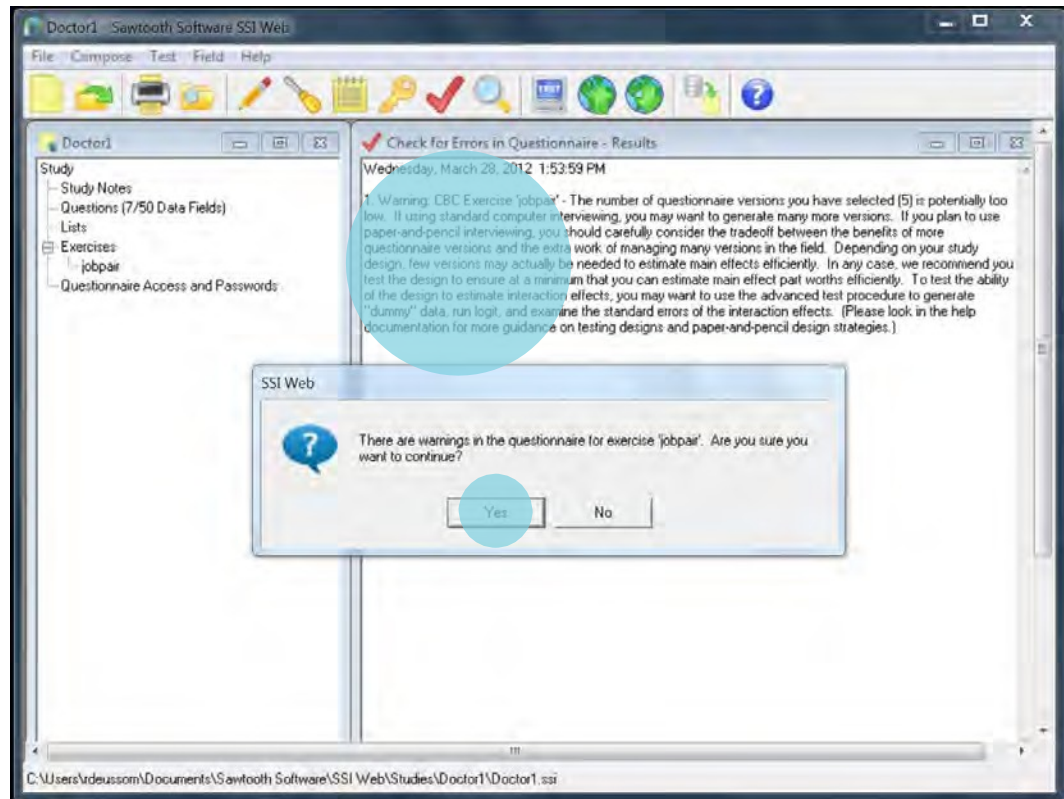 Doctor1 - Sawtooth Software SSI Web
File Compose Test Field Help
TEST
Doctor1
Study
Study Notes
Questions (7/50 Data Fields)
Lists
Exercises
jobpair
Questionnaire Access and Passwords
Check for Errors in Questionnaire - Results
Wednesday, March 28, 2012 1:53:59 PM
1. Warning: CBC Exercise 'jobpair' - The number of questionnaire versions you have selected (5) is potentially too
low. If using standard computer interviewing, you may want to generate many more versions. If you plan to use
paper-and-pencil interviewing, you should carefully consider the tradeoff between the benefits of more
questionnaire versions and the extra work of managing many versions in the field. Depending on your study
design, few versions may actually be needed to estimate main effects efficiently. In any case, we recommend you
test the design to ensure at a minimum that you can estimate main effect part worths efficiently. To test the ability
of the design to estimate interaction effects, you may want to use the advanced test procedure to generate
"dummy" data, run logit, and examine the standard errors of the interaction effects. (Please look in the help
documentation for more guidance on testing designs and paper-and-pencil design strategies.)
SSI Web
There are warnings in the questionnaire for exercise 'jobpair'. Are you sure you
want to continue?
Yes
No
C:\Users\rdeussom\Documents\Sawtooth Software\SSI Web\Studies\Doctor1\Doctor1.ssi